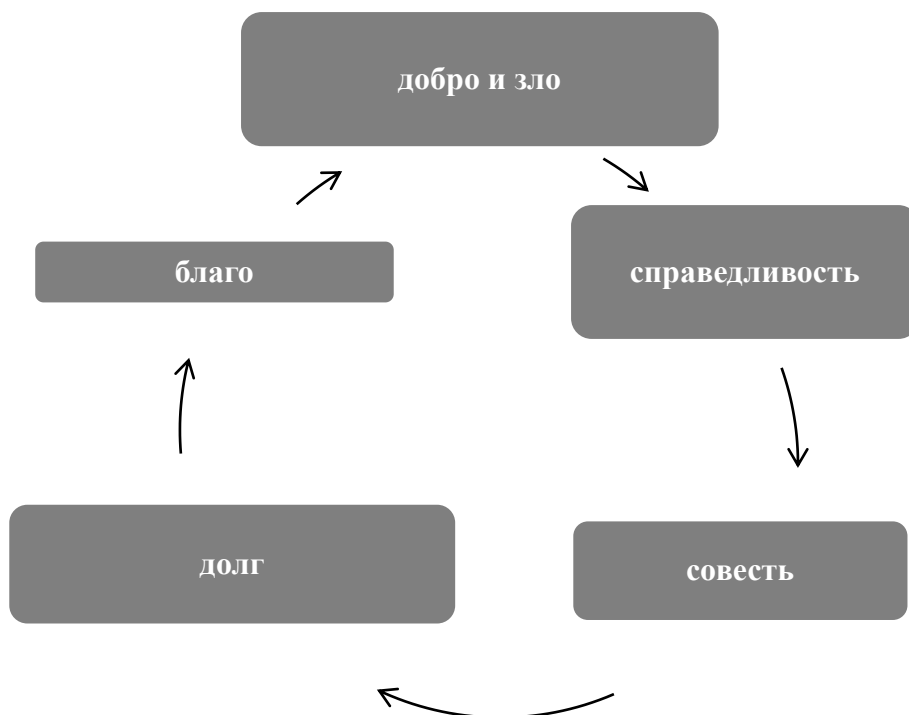 добро и зло
благо
справедливость
долг
совесть